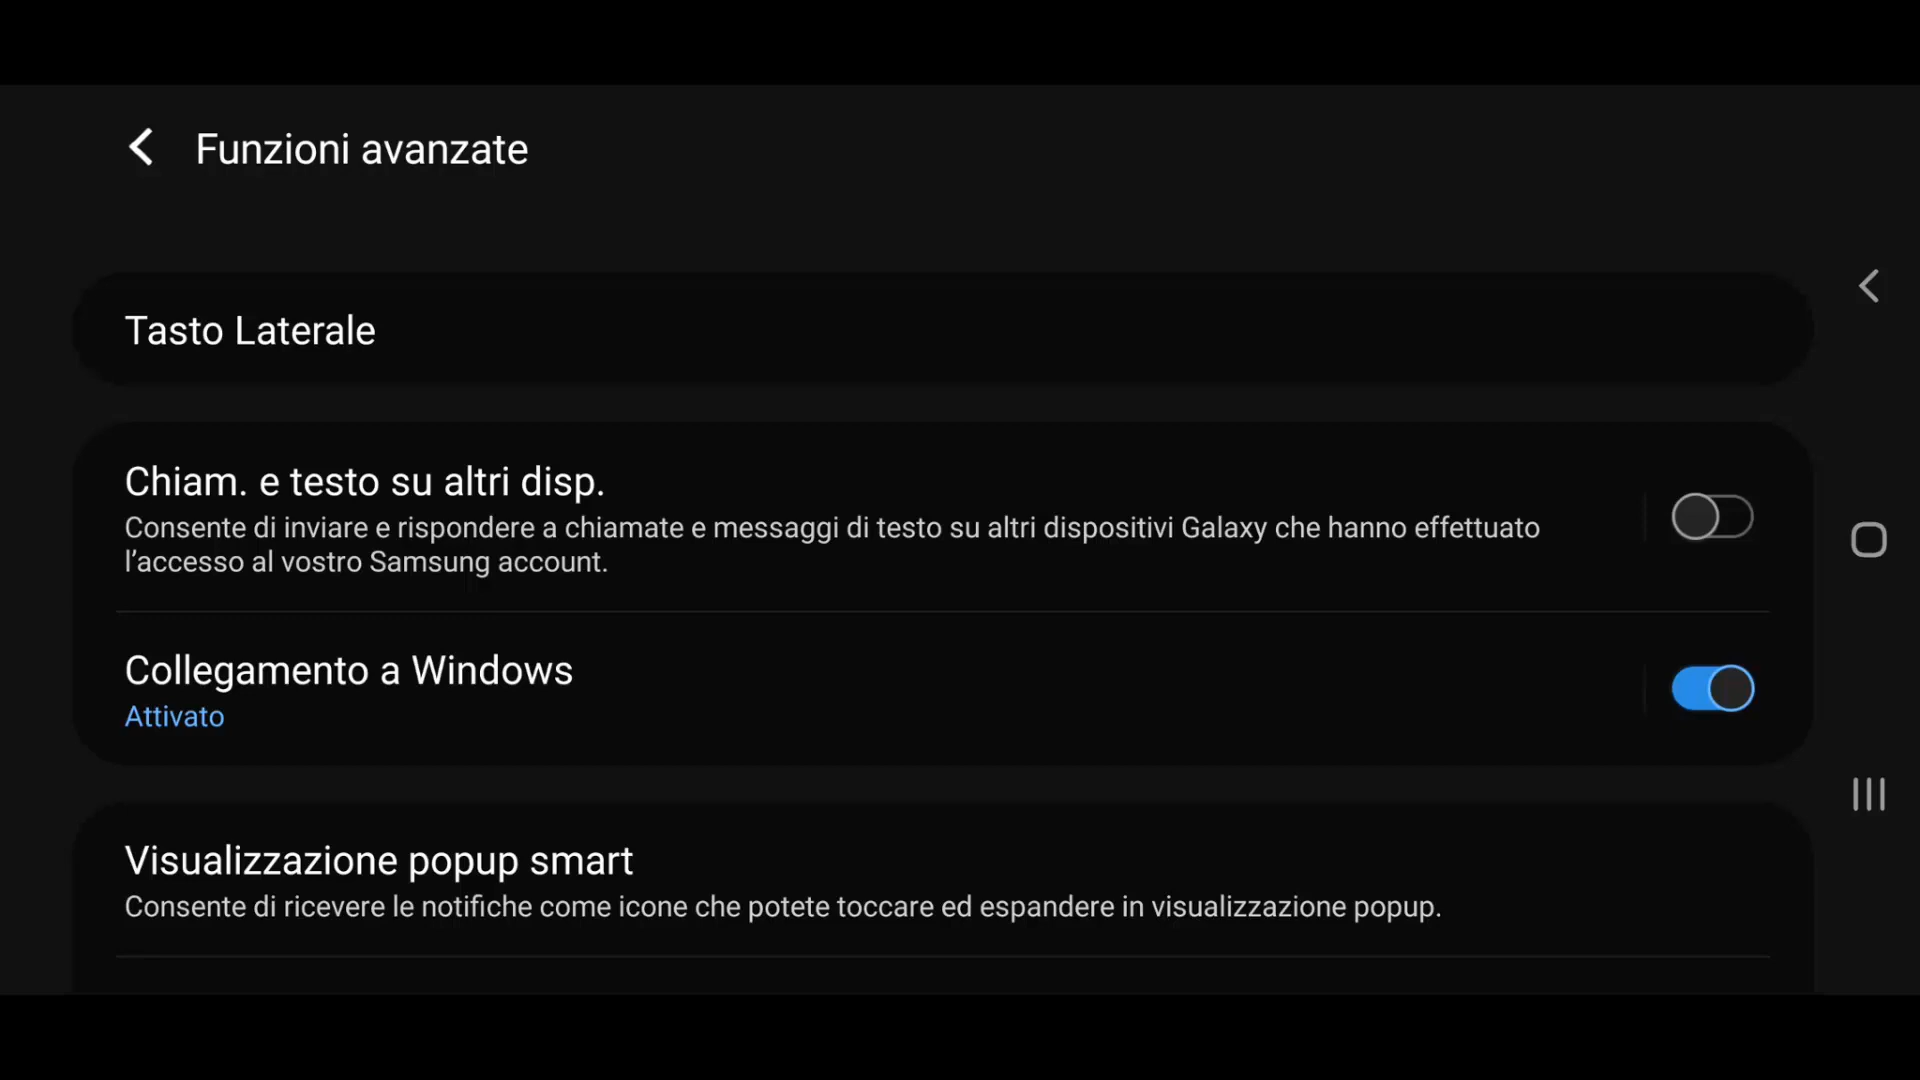 Funzioni avanzate
Tasto Laterale
Chiam. e testo su altri disp.
Consente di inviare e rispondere a chiamate e messaggi di testo su altri dispositivi Galaxy che hanno effettuato
l’accesso al vostro Samsung account.
Collegamento a Windows
Attivato
Visualizzazione popup smart
Consente di ricevere le notifiche come icone che potete toccare ed espandere in visualizzazione popup.